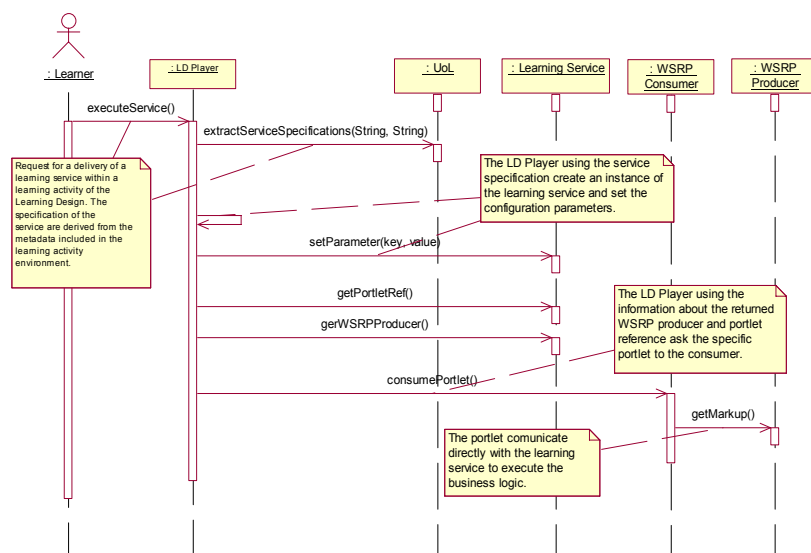 : Learner
: LD Player
: UoL
: Learning Service
: WSRP
Consumer
: WSRP
Producer
executeService()
extractServiceSpecifications(String, String)
Request for a delivery of a
learning service within a
learning activity of the
Learning Design. The
specification of the
service are derived from the
metadata included in the
learning activity
environment.
The LD Player using the service
specification create an instance
of the learning service and set the
configuration parameters.
setParameter(key, value)
getPortletRef()
gerWSRPProducer()
The LD Player using the
information about the returned
WSRP producer and portlet
reference ask the specific
portlet to the consumer.
consumePortlet()
getMarkup()
The portlet comunicate
directly with the learning
service to execute the
business logic.